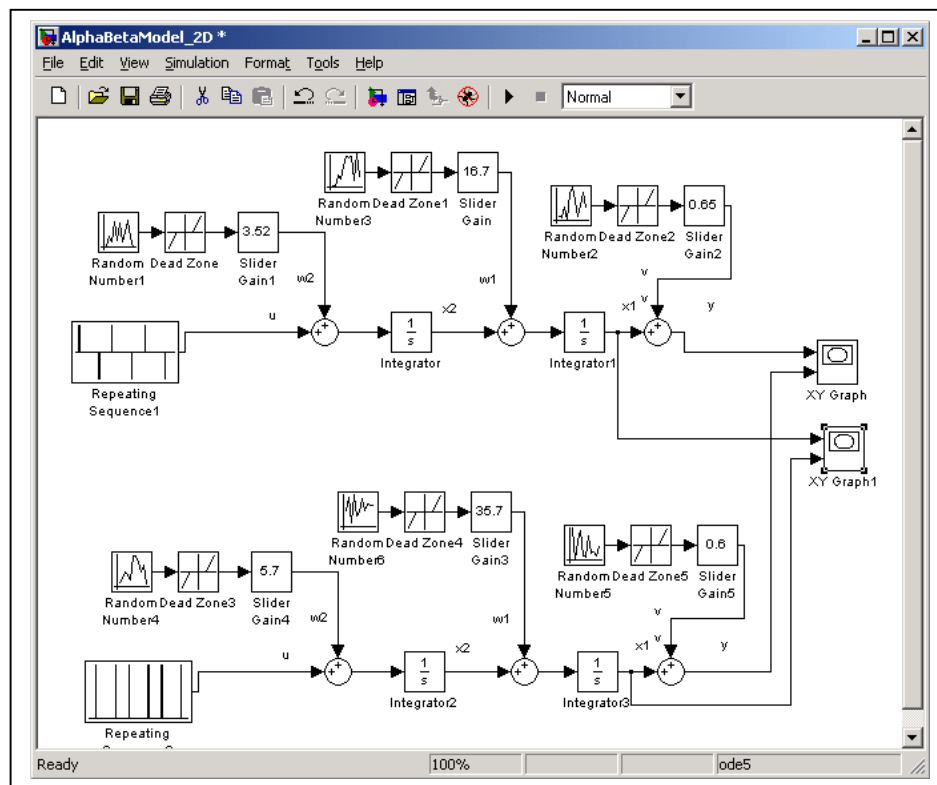 AlphaBetaModel_2D *
File Edit View Simulation Format Tools Help
Normal
16.7
Random Number3
Dead Zone1
Slider Gain
0.65
Random Number2
Dead Zone2
Slider Gain2
3.52
Random Number1
Dead Zone
Slider Gain1
w2
w1
v
v
u
x2
x1
y
1
s
Integrator
1
s
Integrator1
Repeating Sequence1
XY Graph
XY Graph1
35.7
Random Number6
Dead Zone4
Slider Gain3
0.6
Random Number5
Dead Zone5
Slider Gain5
5.7
Random Number4
Dead Zone3
Slider Gain4
w2
w1
v
v
u
x2
x1
y
1
s
Integrator2
1
s
Integrator3
Repeating
Ready 100% ode5